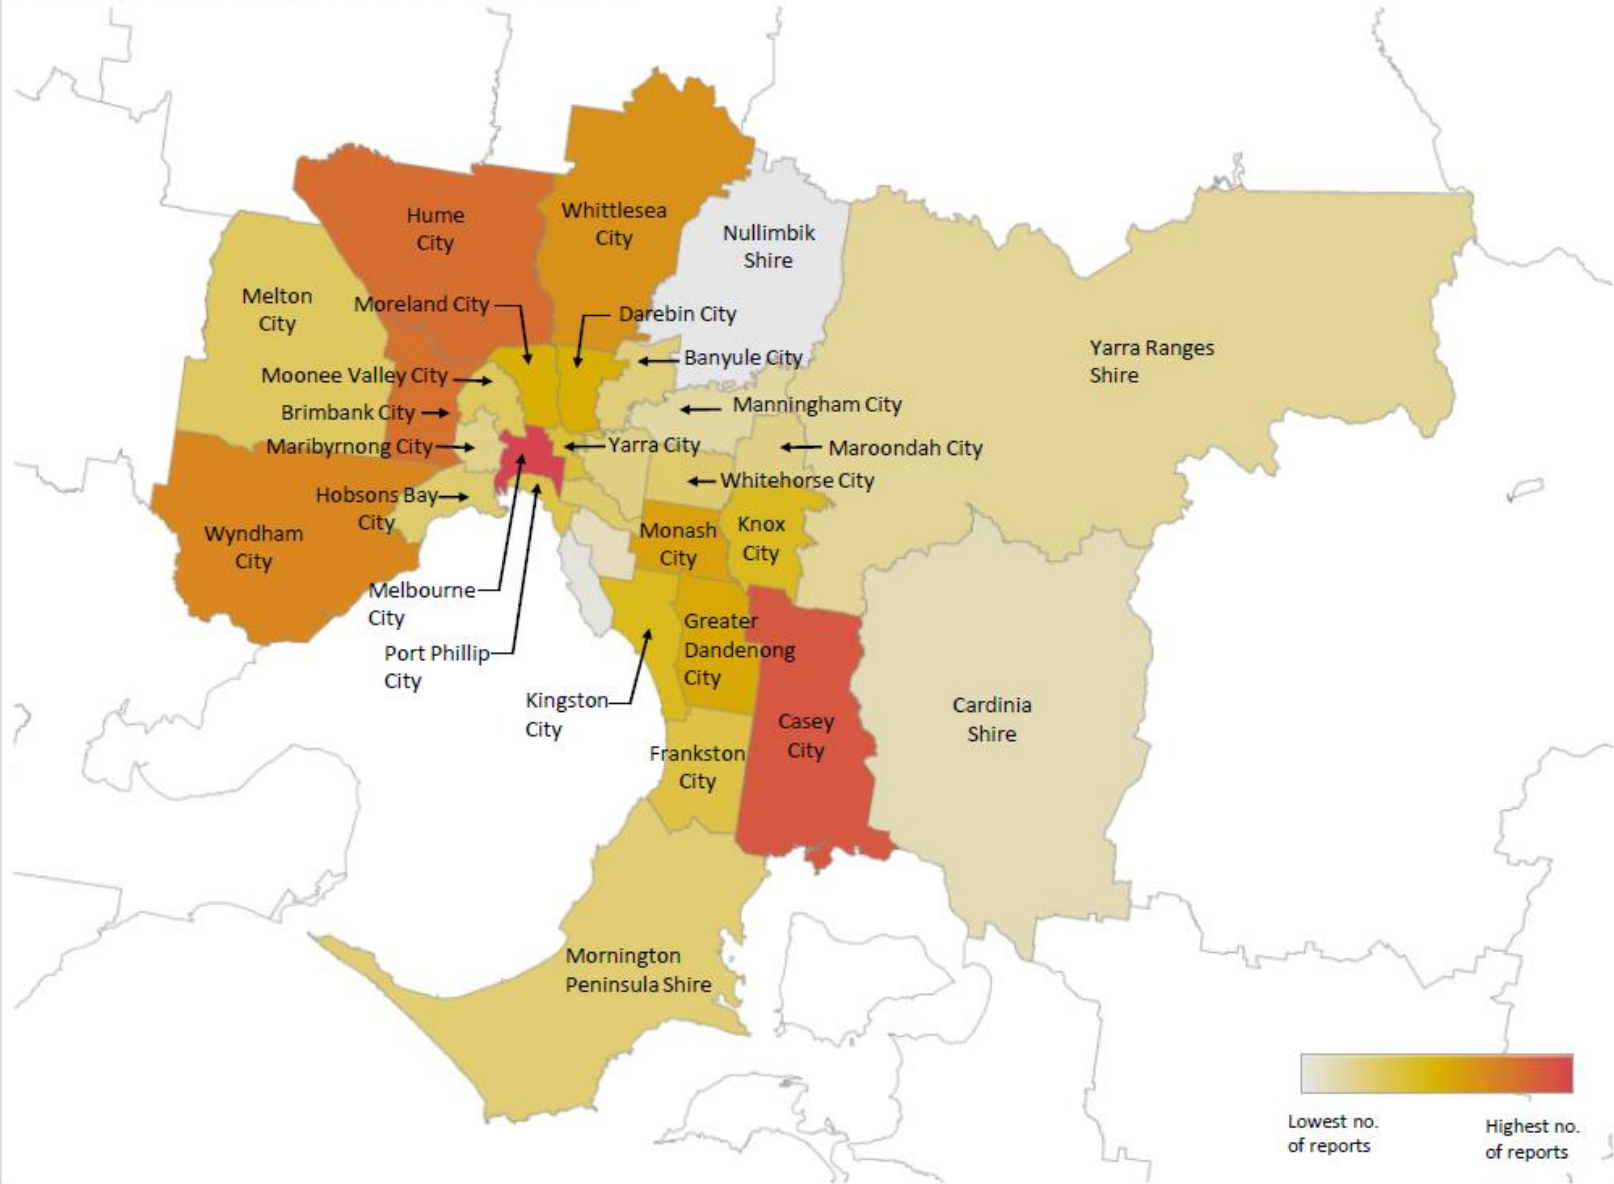 Hume
City
Whittlesea
City
Nullimbik
Shire
Melton
City
Moreland City
Darebin City
Yarra Ranges
Shire
Banyule City
Moonee Valley City
Brimbank City
Manningham City
Maribyrnong City
Yarra City
Maroondah City
Whitehorse City
Hobsons Bay
City
Wyndham
City
Monash
City
Knox
City
Melbourne
City
Port Phillip
City
Greater
Dandenong
City
Kingston
City
Casey
City
Cardinia
Shire
Frankston
City
Mornington
Peninsula Shire
Lowest no.
of reports
Highest no.
of reports